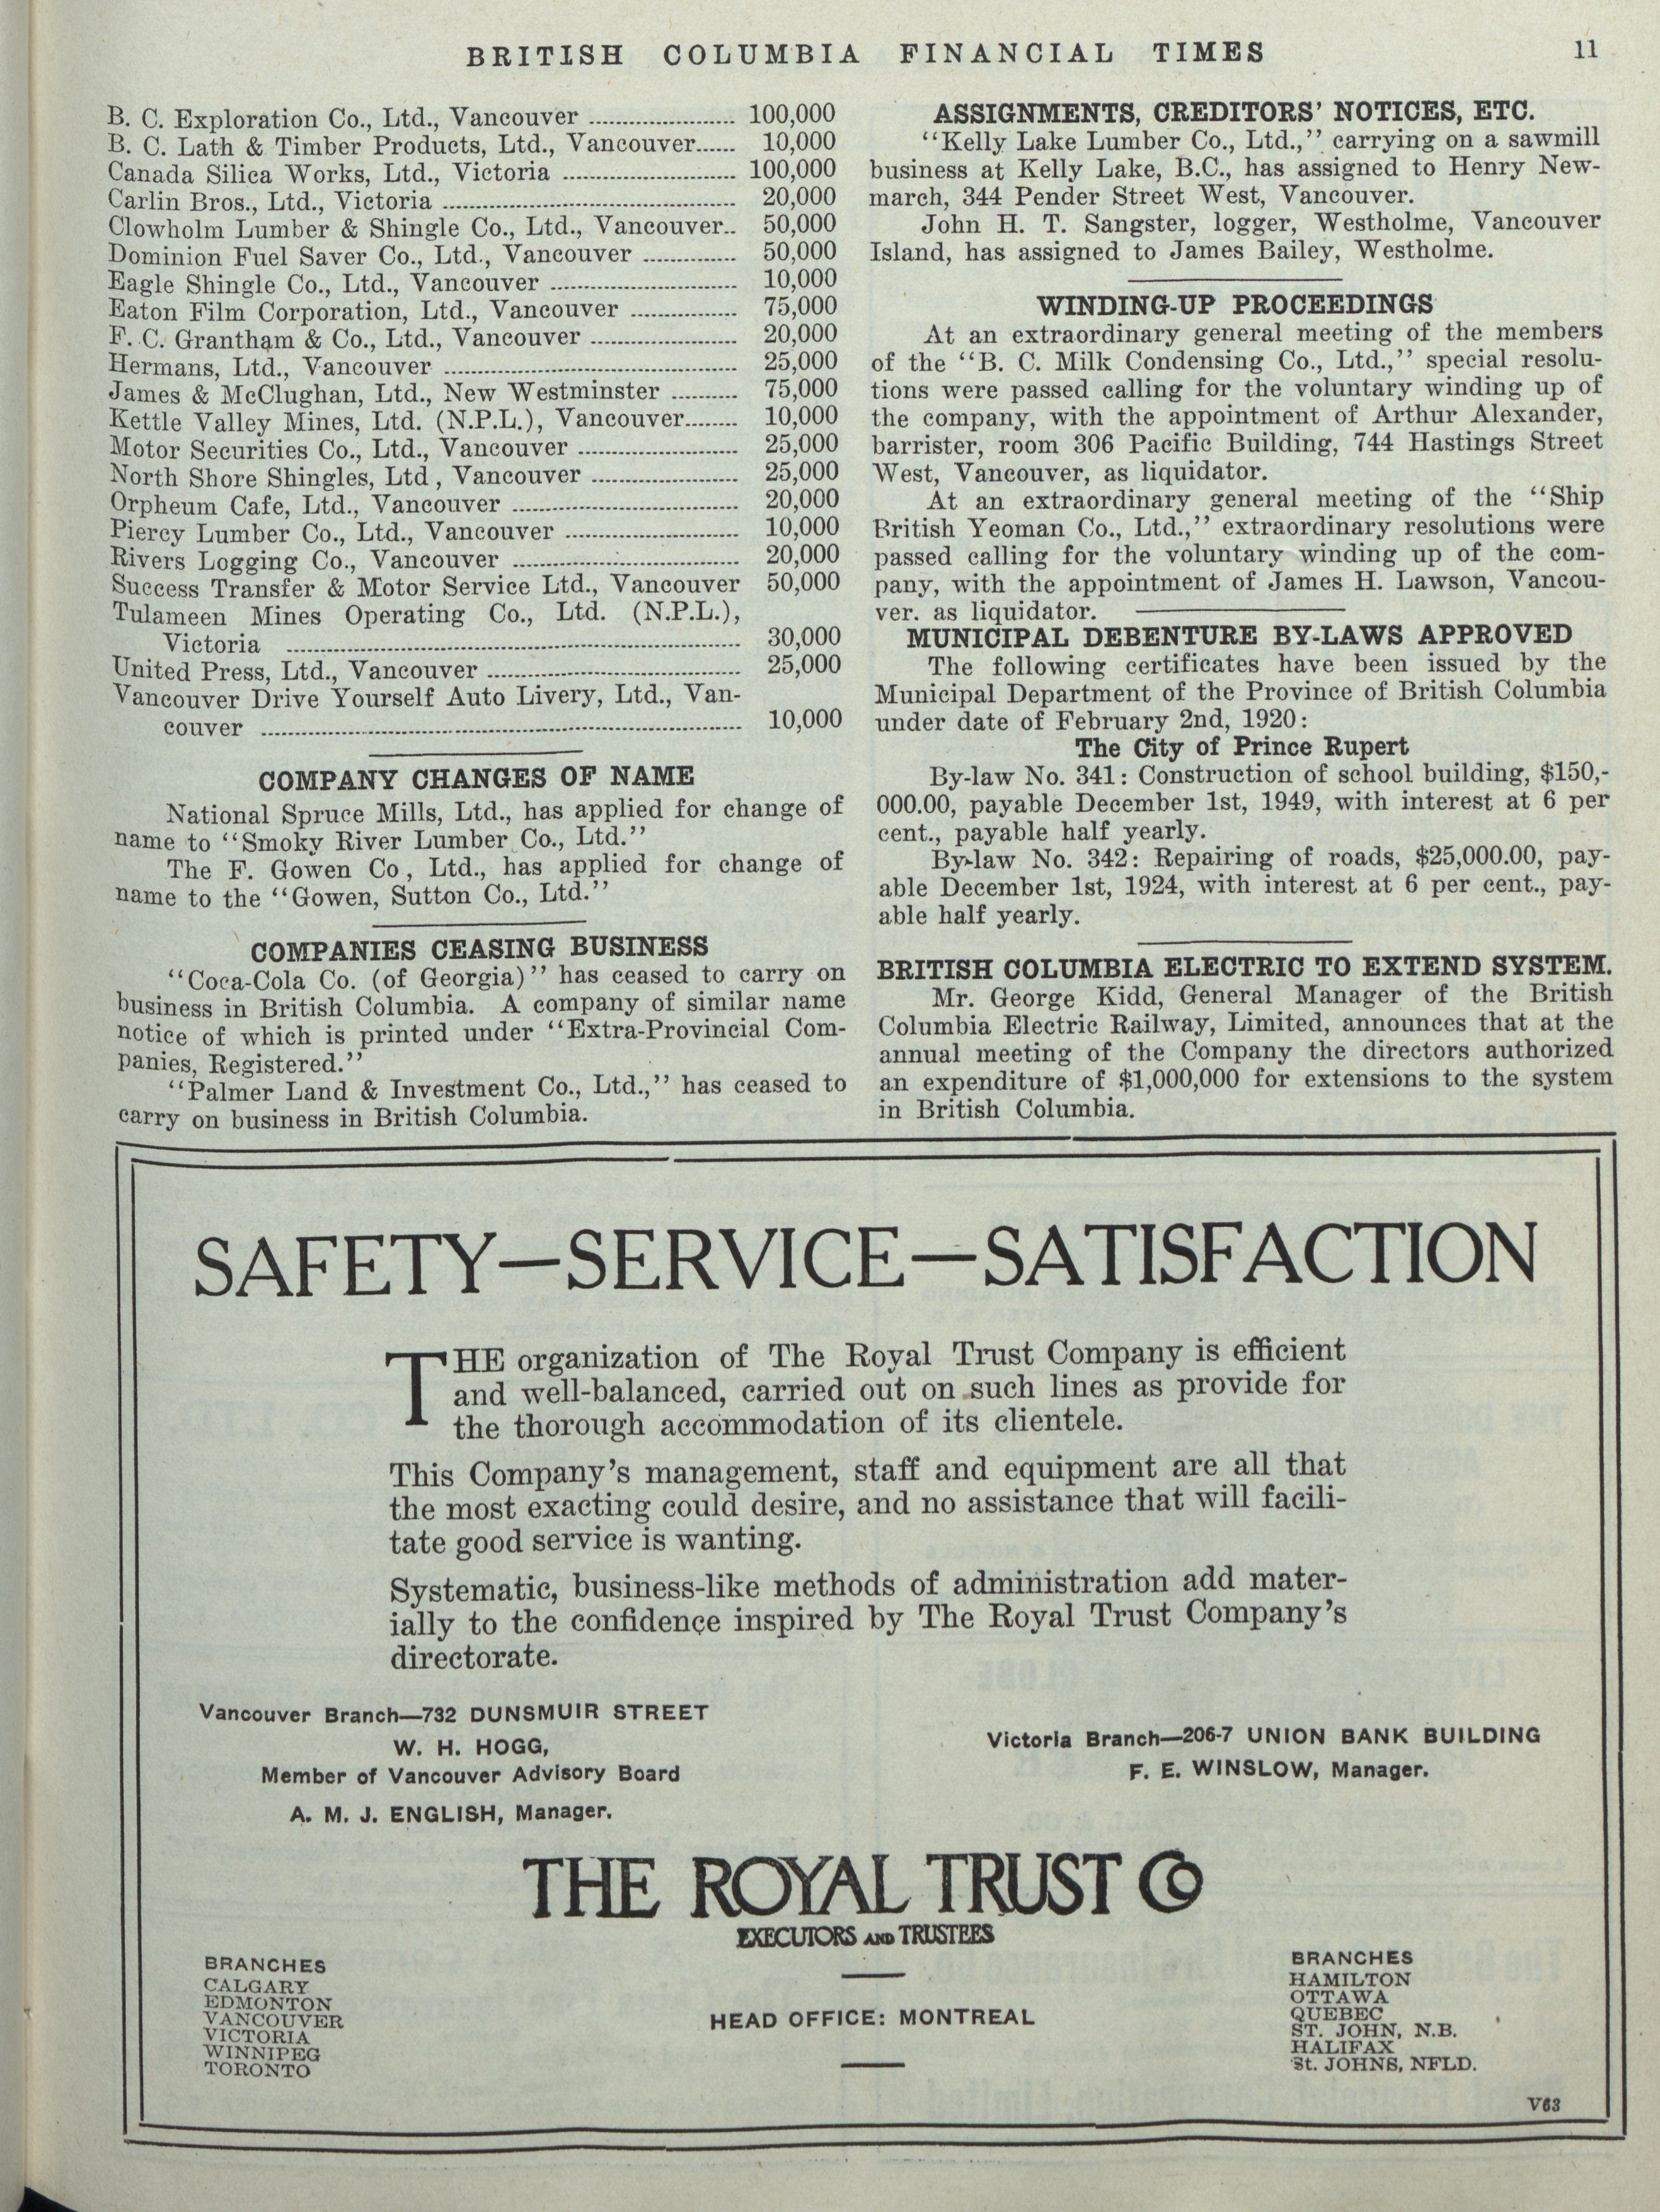 BRITISH COLUMBIA FINANCIAL TIMES 11
B. C. Exploration Co., Ltd., Vancouver ........................ 100,000
B. C. Lath & Timber Products, Ltd., Vancouver...... 10,000
Canada Silica Works, Ltd., Victoria ............................ 100,000
Carlin Bros., Ltd., Victoria ................................................ 20,000
Clowholm Lumber & Shingle Co., Ltd., Vancouver.. 50,000
Dominion Fuel Saver Co., Ltd., Vancouver ............... 50,000
Eagle Shingle Co., Ltd., Vancouver .............................. 10,000
Eaton Film Corporation, Ltd., Vancouver ................. 75,000
F. C. Grantham & Co., Ltd., Vancouver ........................ 20,000
Hermans, Ltd., Vancouver ................................................ 25,000
James & McClughan, Ltd., New Westminster ........... 75,000
Kettle Valley Mines, Ltd. (N.P.L.), Vancouver........ 10,000
Motor Securities Co., Ltd., Vancouver .......................... 25,000
North Shore Shingles, Ltd , Vancouver ........................ 25,000
Orpheum Cafe, Ltd., Vancouver ..................................... 20,000
Piercy Lumber Co., Ltd., Vancouver ............................ 10,000
Rivers Logging Co., Vancouver ..................................... 20,000
Success Transfer & Motor Service Ltd., Vancouver 50,000
Tulameen Mines Operating Co., Ltd. (N.P.L.),
Victoria .......................................................................... 30,000
United Press, Ltd., Vancouver ......................................... 25,000
Vancouver Drive Yourself Auto Livery, Ltd., Van-
couver .............................................................................. 10,000
COMPANY CHANGES OF NAME
National Spruce Mills, Ltd., has applied for change of
name to "Smoky River Lumber Co., Ltd."
The F. Gowen Co , Ltd., has applied for change of
name to the "Gowen, Sutton Co., Ltd."
COMPANIES CEASING BUSINESS
"Coca-Cola Co. (of Georgia)" has ceased to carry on
business in British Columbia. A company of similar name
notice of which is printed under "Extra-Provincial Com-
panies, Registered."
"Palmer Land & Investment Co., Ltd.," has ceased to
carry on business in British Columbia.
ASSIGNMENTS, CREDITORS' NOTICES, ETC.
"Kelly Lake Lumber Co., Ltd.," carrying on a sawmill
business at Kelly Lake, B.C., has assigned to Henry New-
march, 344 Pender Street West, Vancouver.
John H. T. Sangster, logger, Westholme, Vancouver
Island, has assigned to James Bailey, Westholme.
WINDING-UP PROCEEDINGS
At an extraordinary general meeting of the members
of the "B. C. Milk Condensing Co., Ltd.," special resolu-
tions were passed calling for the voluntary winding up of
the company, with the appointment of Arthur Alexander,
barrister, room 306 Pacific Building, 744 Hastings Street
West, Vancouver, as liquidator.
At an extraordinary general meeting of the "Ship
British Yeoman Co., Ltd.," extraordinary resolutions were
passed calling for the voluntary winding up of the com-
pany, with the appointment of James H. Lawson, Vancou-
ver. as liquidator.
MUNICIPAL DEBENTURE BY-LAWS APPROVED
The following certificates have been issued by the
Municipal Department of the Province of British Columbia
under date of February 2nd, 1920:
The City of Prince Rupert
By-law No. 341: Construction of school building, $150,-
000.00, payable December 1st, 1949, with interest at 6 per
cent., payable half yearly.
By-law No. 342: Repairing of roads, $25,000.00, pay-
able December 1st, 1924, with interest at 6 per cent., pay-
able half yearly.
BRITISH COLUMBIA ELECTRIC TO EXTEND SYSTEM.
Mr. George Kidd, General Manager of the British
Columbia Electric Railway, Limited, announces that at the
annual meeting of the Company the directors authorized
an expenditure of $1,000,000 for extensions to the system
in British Columbia.
SAFETY—SERVICE—SATISFACTION
THE organization of The Royal Trust Company is efficient
and well-balanced, carried out on such lines as provide for
the thorough accommodation of its clientele.
This Company's management, staff and equipment are all that
the most exacting could desire, and no assistance that will facili-
tate good service is wanting.
Systematic, business-like methods of administration add mater-
ially to the confidence inspired by The Royal Trust Company's
directorate.
Vancouver Branch—732 DUNSMUIR STREET
W. H. HOGG,
Member of Vancouver Advisory Board
A. M. J. ENGLISH, Manager.
Victoria Branch—206-7 UNION BANK BUILDING
F. E. WINSLOW, Manager.
THE ROYAL TRUST CO
EXECUTORS AND TRUSTEES
BRANCHES
CALGARY
EDMONTON
VANCOUVER
VICTORIA
WINNIPEG
TORONTO
HEAD OFFICE: MONTREAL
BRANCHES
HAMILTON
OTTAWA
QUEBEC
ST. JOHN, N.B.
HALIFAX
St. JOHNS, NFLD.
V63